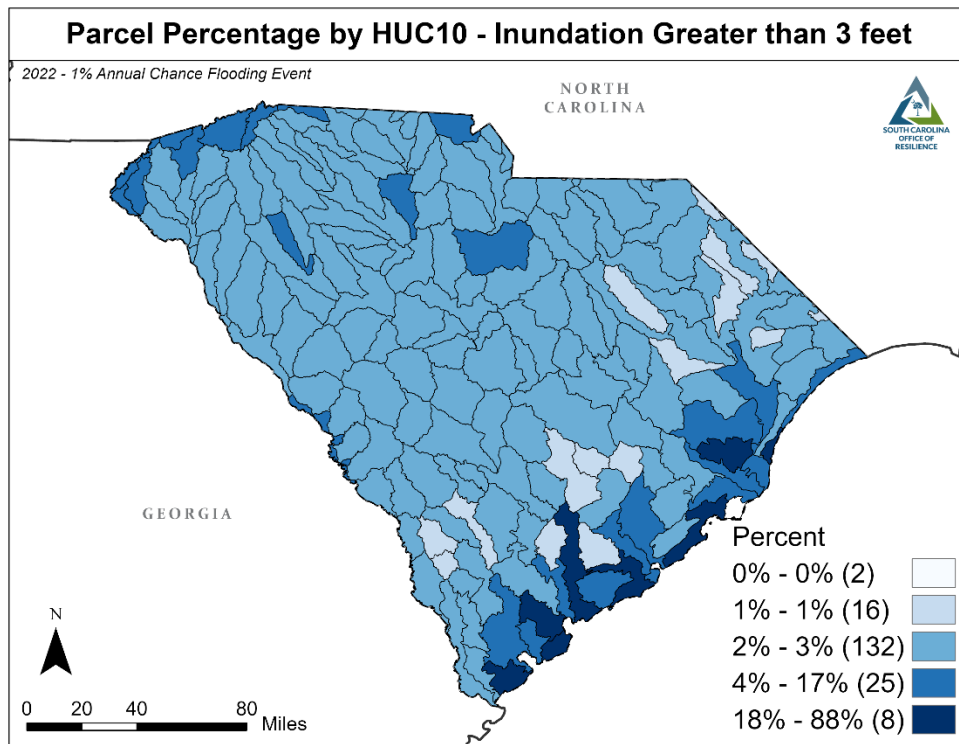 Parcel Percentage by HUC10 - Inundation Greater than 3 feet
2022 - 1% Annual Chance Flooding Event
NORTH
CAROLINA
SOUTH CAROLINA
OFFICE OF
RESILIENCE
GEORGIA
Percent
0% - 0% (2)
1% - 1% (16)
2% - 3% (132)
4% - 17% (25)
18% - 88% (8)
N
0 20 40 80 Miles